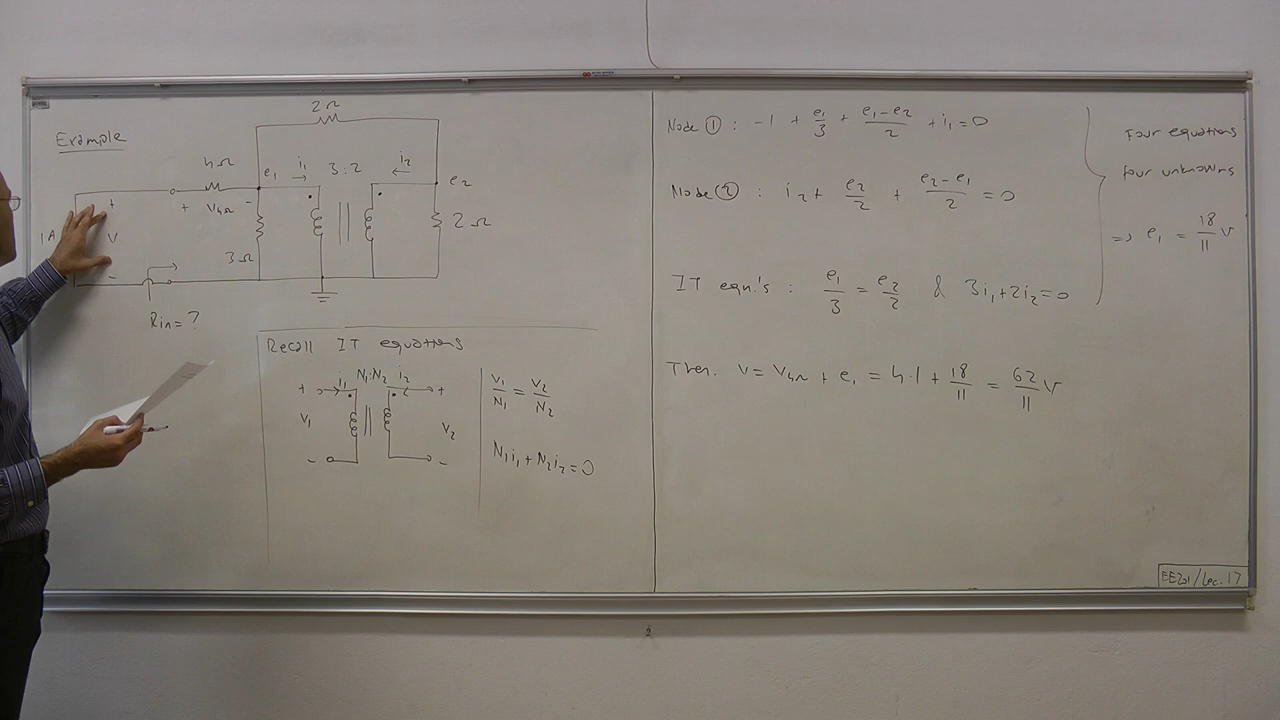 Example
2Ω
4Ω
e₁
i₁
3:2
i₂
e₂
+ V₄Ω -
1A
+
V
-
3Ω
2Ω
Rin = ?
Recall IT equations
+ i₁ N₁:N₂ i₂ +
V₁
V₂
- -
V₁/N₁ = V₂/N₂
N₁i₁ + N₂i₂ = 0
Node ① : -1 + e₁/3 + (e₁-e₂)/2 + i₁ = 0
Node ② : i₂ + e₂/2 + (e₂-e₁)/2 = 0
IT eqn.'s : e₁/3 = e₂/2 & 3i₁+2i₂=0
Four equations
four unknowns
⇒ e₁ = 18/11 V
Then. V = V₄Ω + e₁ = 4·1 + 18/11 = 62/11 V
EE201/Lec. 17
2